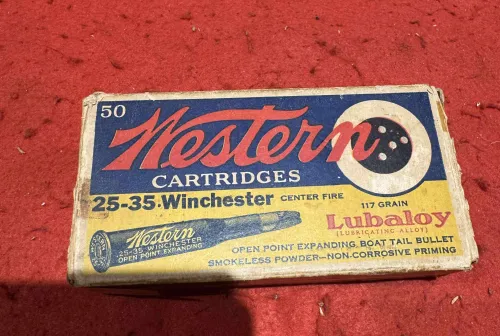 50
Western
CARTRIDGES
25-35 Winchester CENTER FIRE
117 GRAIN
Lubaloy
[LUBRICATING ALLOY]
Western
.25-35-WINCHESTER
OPEN POINT EXPANDING
OPEN POINT EXPANDING BOAT TAIL BULLET
SMOKELESS POWDER—NON-CORROSIVE PRIMING